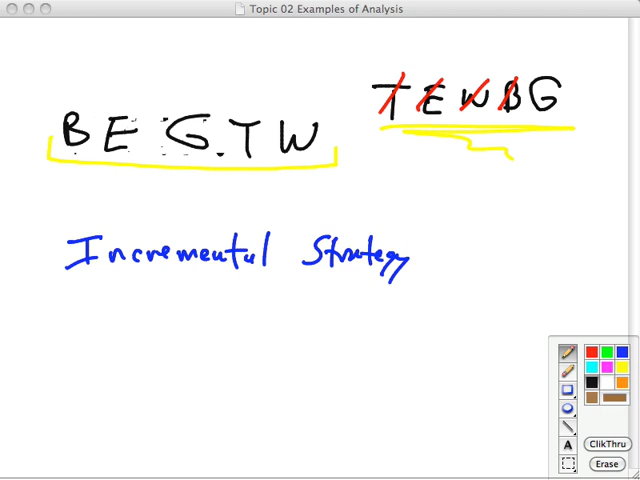 Topic 02 Examples of Analysis
T E W B G
B E G T W
Incremental Strategy
A
ClikThru
Erase